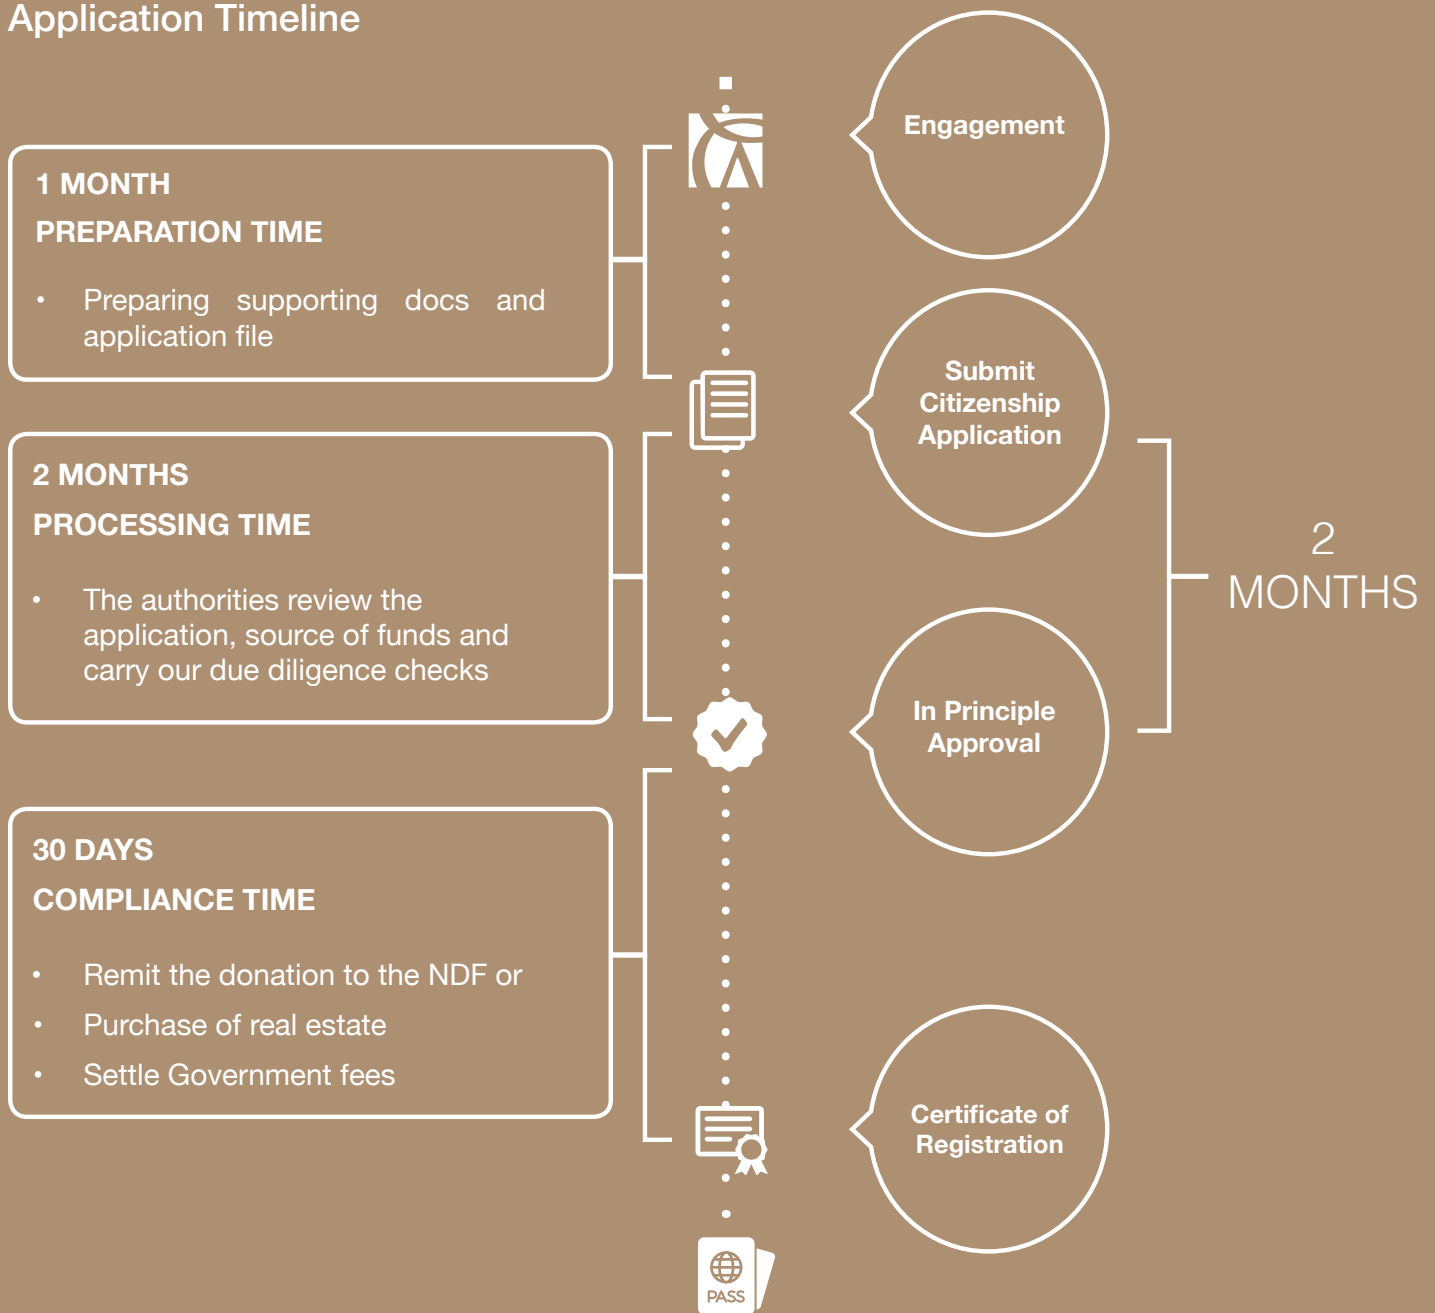 Application Timeline
Engagement
1 MONTH
PREPARATION TIME
• Preparing supporting docs and
application file
Submit
Citizenship
Application
2 MONTHS
PROCESSING TIME
• The authorities review the
application, source of funds and
carry our due diligence checks
2
MONTHS
In Principle
Approval
30 DAYS
COMPLIANCE TIME
• Remit the donation to the NDF or
• Purchase of real estate
• Settle Government fees
Certificate of
Registration
PASS